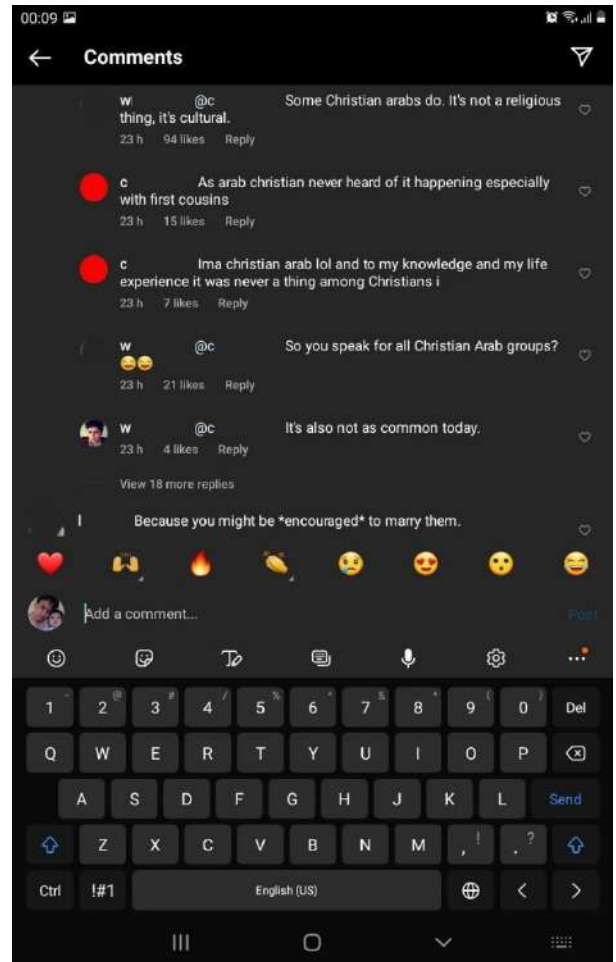 00:09
Comments
w @c Some Christian arabs do. It's not a religious
thing, it's cultural.
23 h 94 likes Reply
c As arab christian never heard of it happening especially
with first cousins
23 h 15 likes Reply
c Ima christian arab lol and to my knowledge and my life
experience it was never a thing among Christians i
23 h 7 likes Reply
w @c So you speak for all Christian Arab groups?
😂😂
23 h 21 likes Reply
w @c It's also not as common today.
23 h 4 likes Reply
View 18 more replies
l Because you might be *encouraged* to marry them.
Add a comment... Post
1 2 @ 3 # 4 / 5 % 6 ^ 7 & 8 * 9 ( 0 ) Del
Q W E R T Y U I O P
A S D F G H J K L Send
Z X C V B N M , ! . ?
Ctrl !#1 English (US) < >